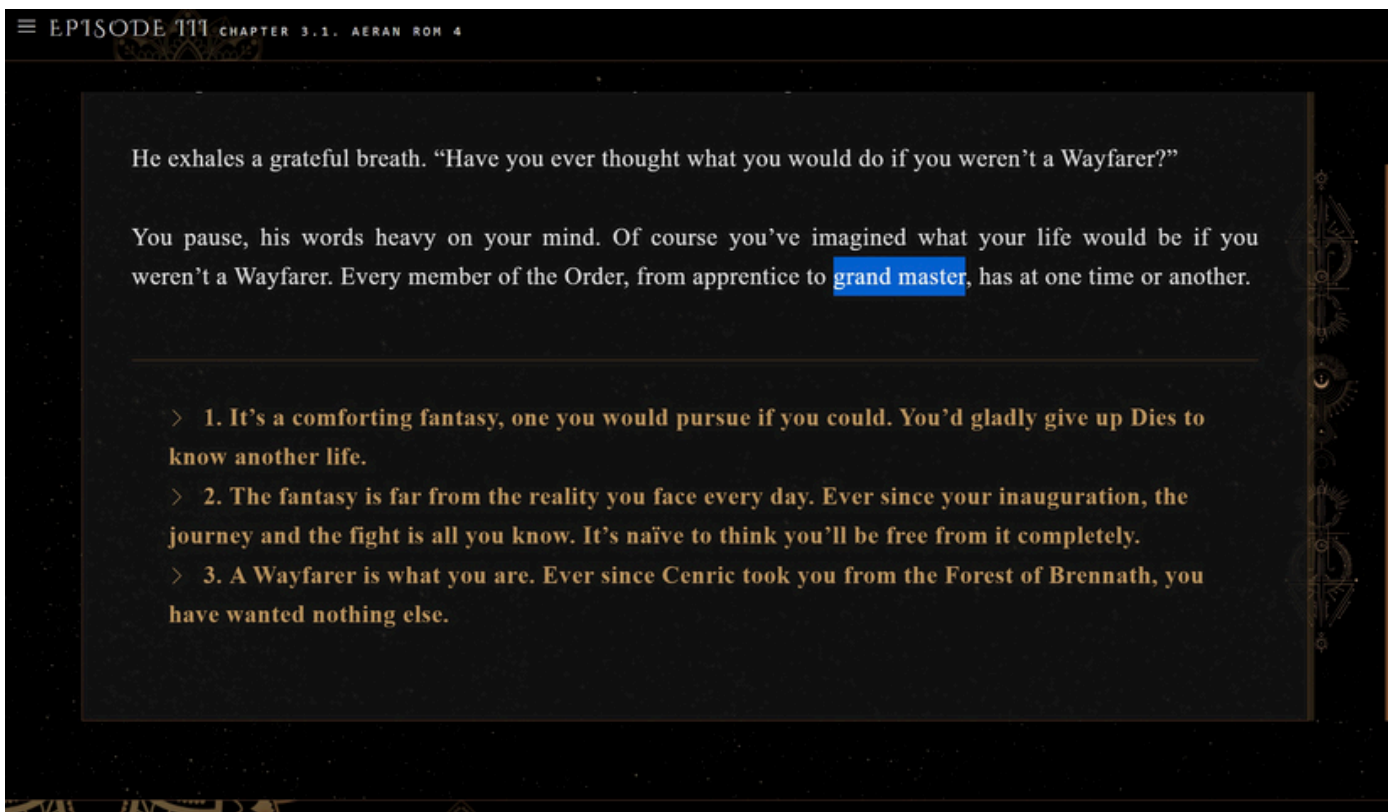 ≡ EPISODE III CHAPTER 3.1. AERAN ROM 4
He exhales a grateful breath. “Have you ever thought what you would do if you weren’t a Wayfarer?”
You pause, his words heavy on your mind. Of course you’ve imagined what your life would be if you
weren’t a Wayfarer. Every member of the Order, from apprentice to grand master, has at one time or another.
> 1. It’s a comforting fantasy, one you would pursue if you could. You’d gladly give up Dies to
know another life.
> 2. The fantasy is far from the reality you face every day. Ever since your inauguration, the
journey and the fight is all you know. It’s naïve to think you’ll be free from it completely.
> 3. A Wayfarer is what you are. Ever since Cenric took you from the Forest of Brennath, you
have wanted nothing else.